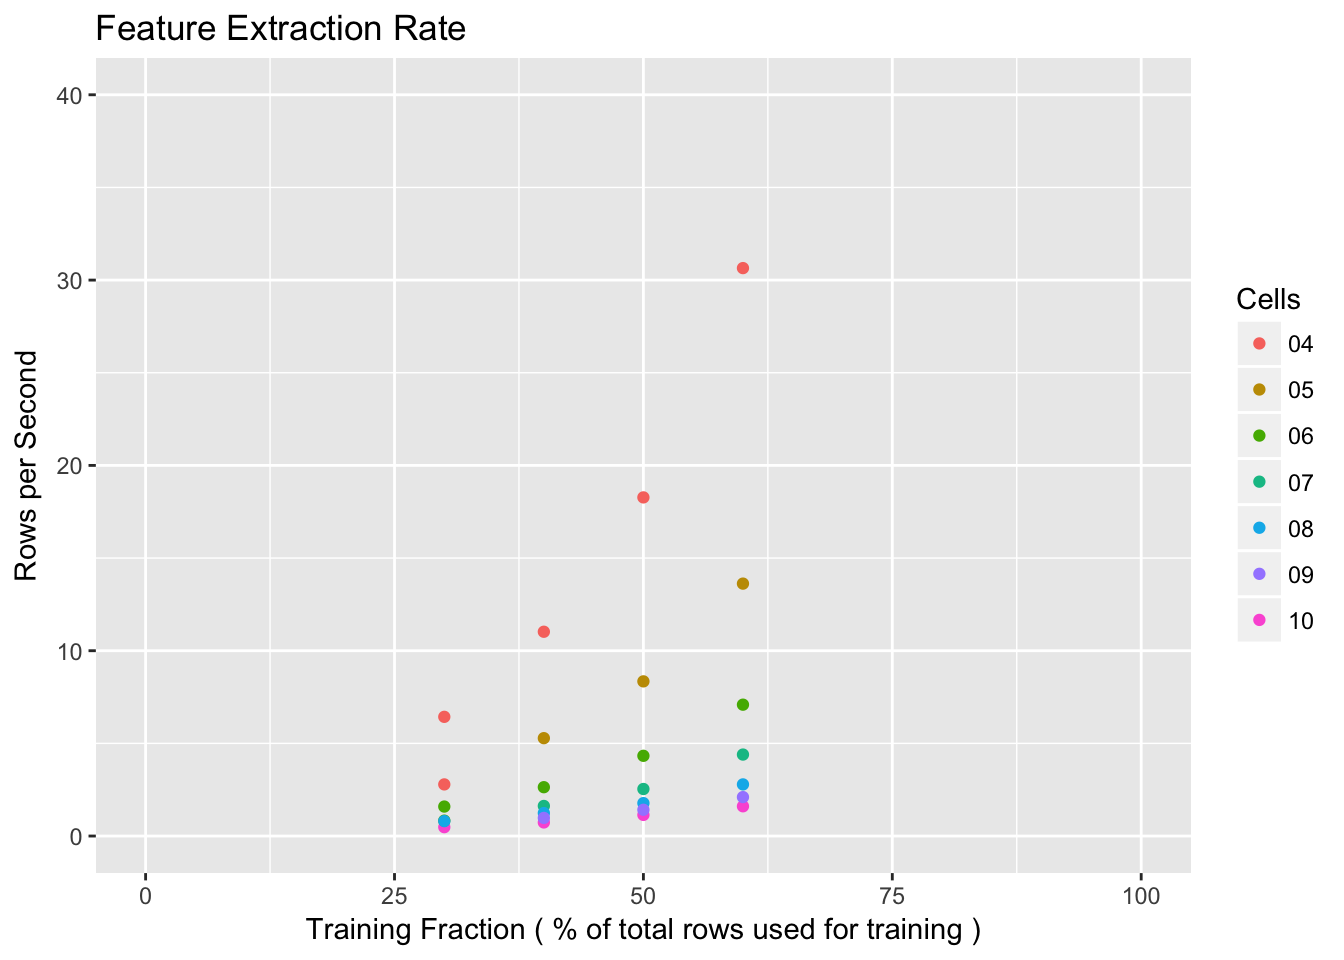 Feature Extraction Rate
40
30
20
10
0
Rows per Second
0 25 50 75 100
Training Fraction ( % of total rows used for training )
Cells
04
05
06
07
08
09
10